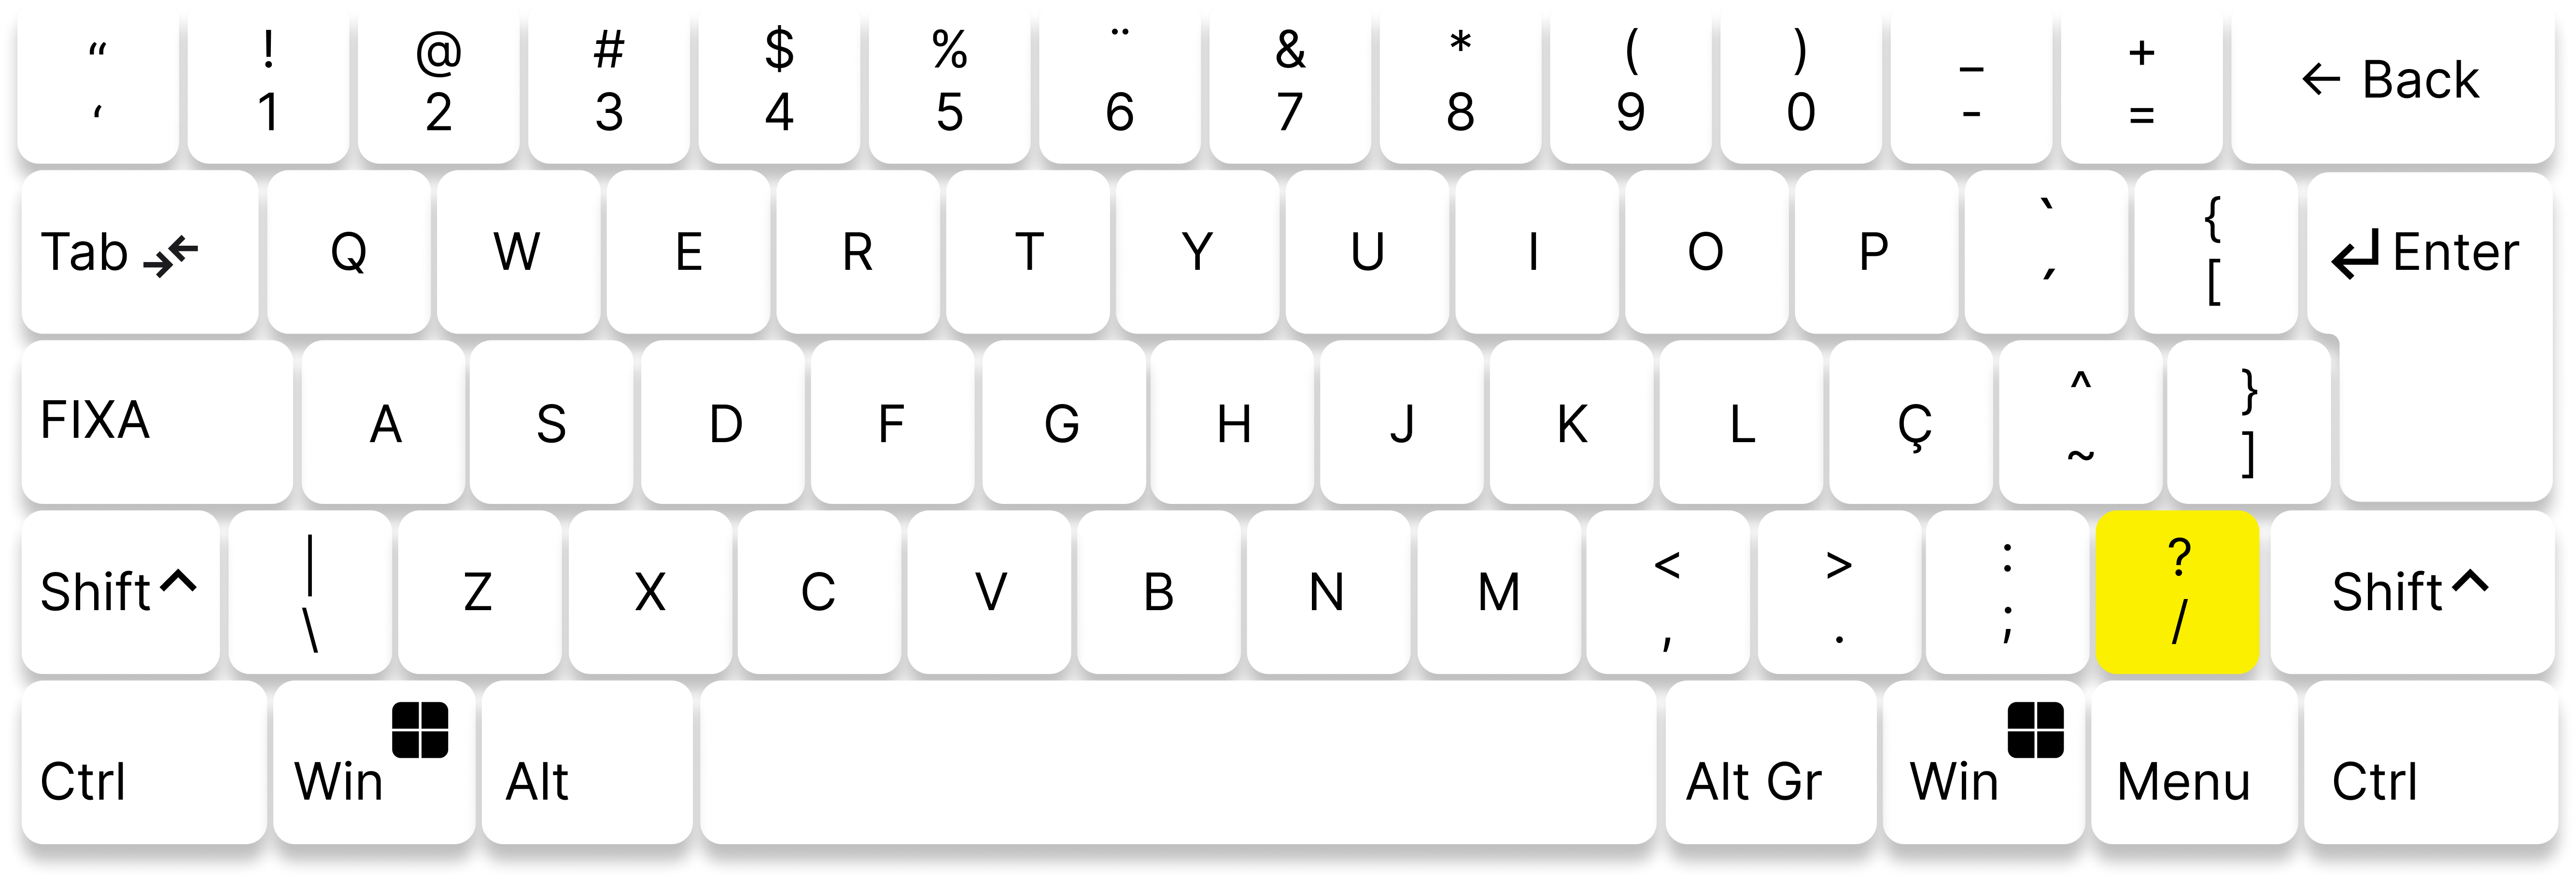 “ ! @ # $ % ¨ & * ( ) _ + ← Back
‘ 1 2 3 4 5 6 7 8 9 0 - =
Tab Q W E R T Y U I O P ` { Enter
´ [
FIXA A S D F G H J K L Ç ^ }
~ ]
Shift | Z X C V B N M < > : ? Shift
\ , . ; /
Ctrl Win Alt Alt Gr Win Menu Ctrl